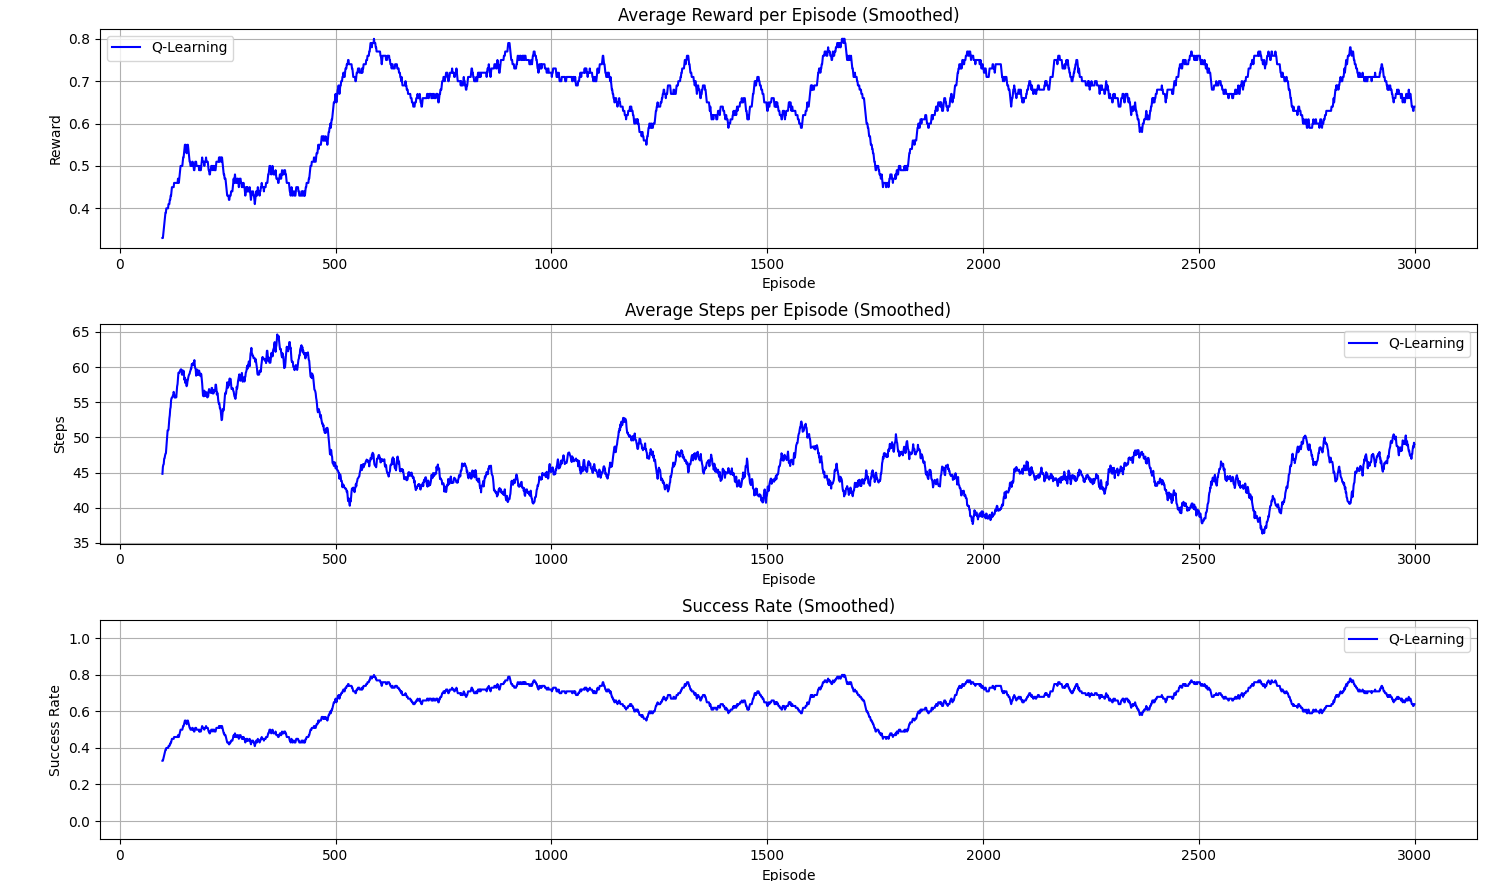 Average Reward per Episode (Smoothed)
Q-Learning
0.8
0.7
0.6
0.5
0.4
Reward
0 500 1000 1500 2000 2500 3000
Episode
Average Steps per Episode (Smoothed)
Q-Learning
65
60
55
50
45
40
35
Steps
0 500 1000 1500 2000 2500 3000
Episode
Success Rate (Smoothed)
Q-Learning
1.0
0.8
0.6
0.4
0.2
0.0
Success Rate
0 500 1000 1500 2000 2500 3000
Episode